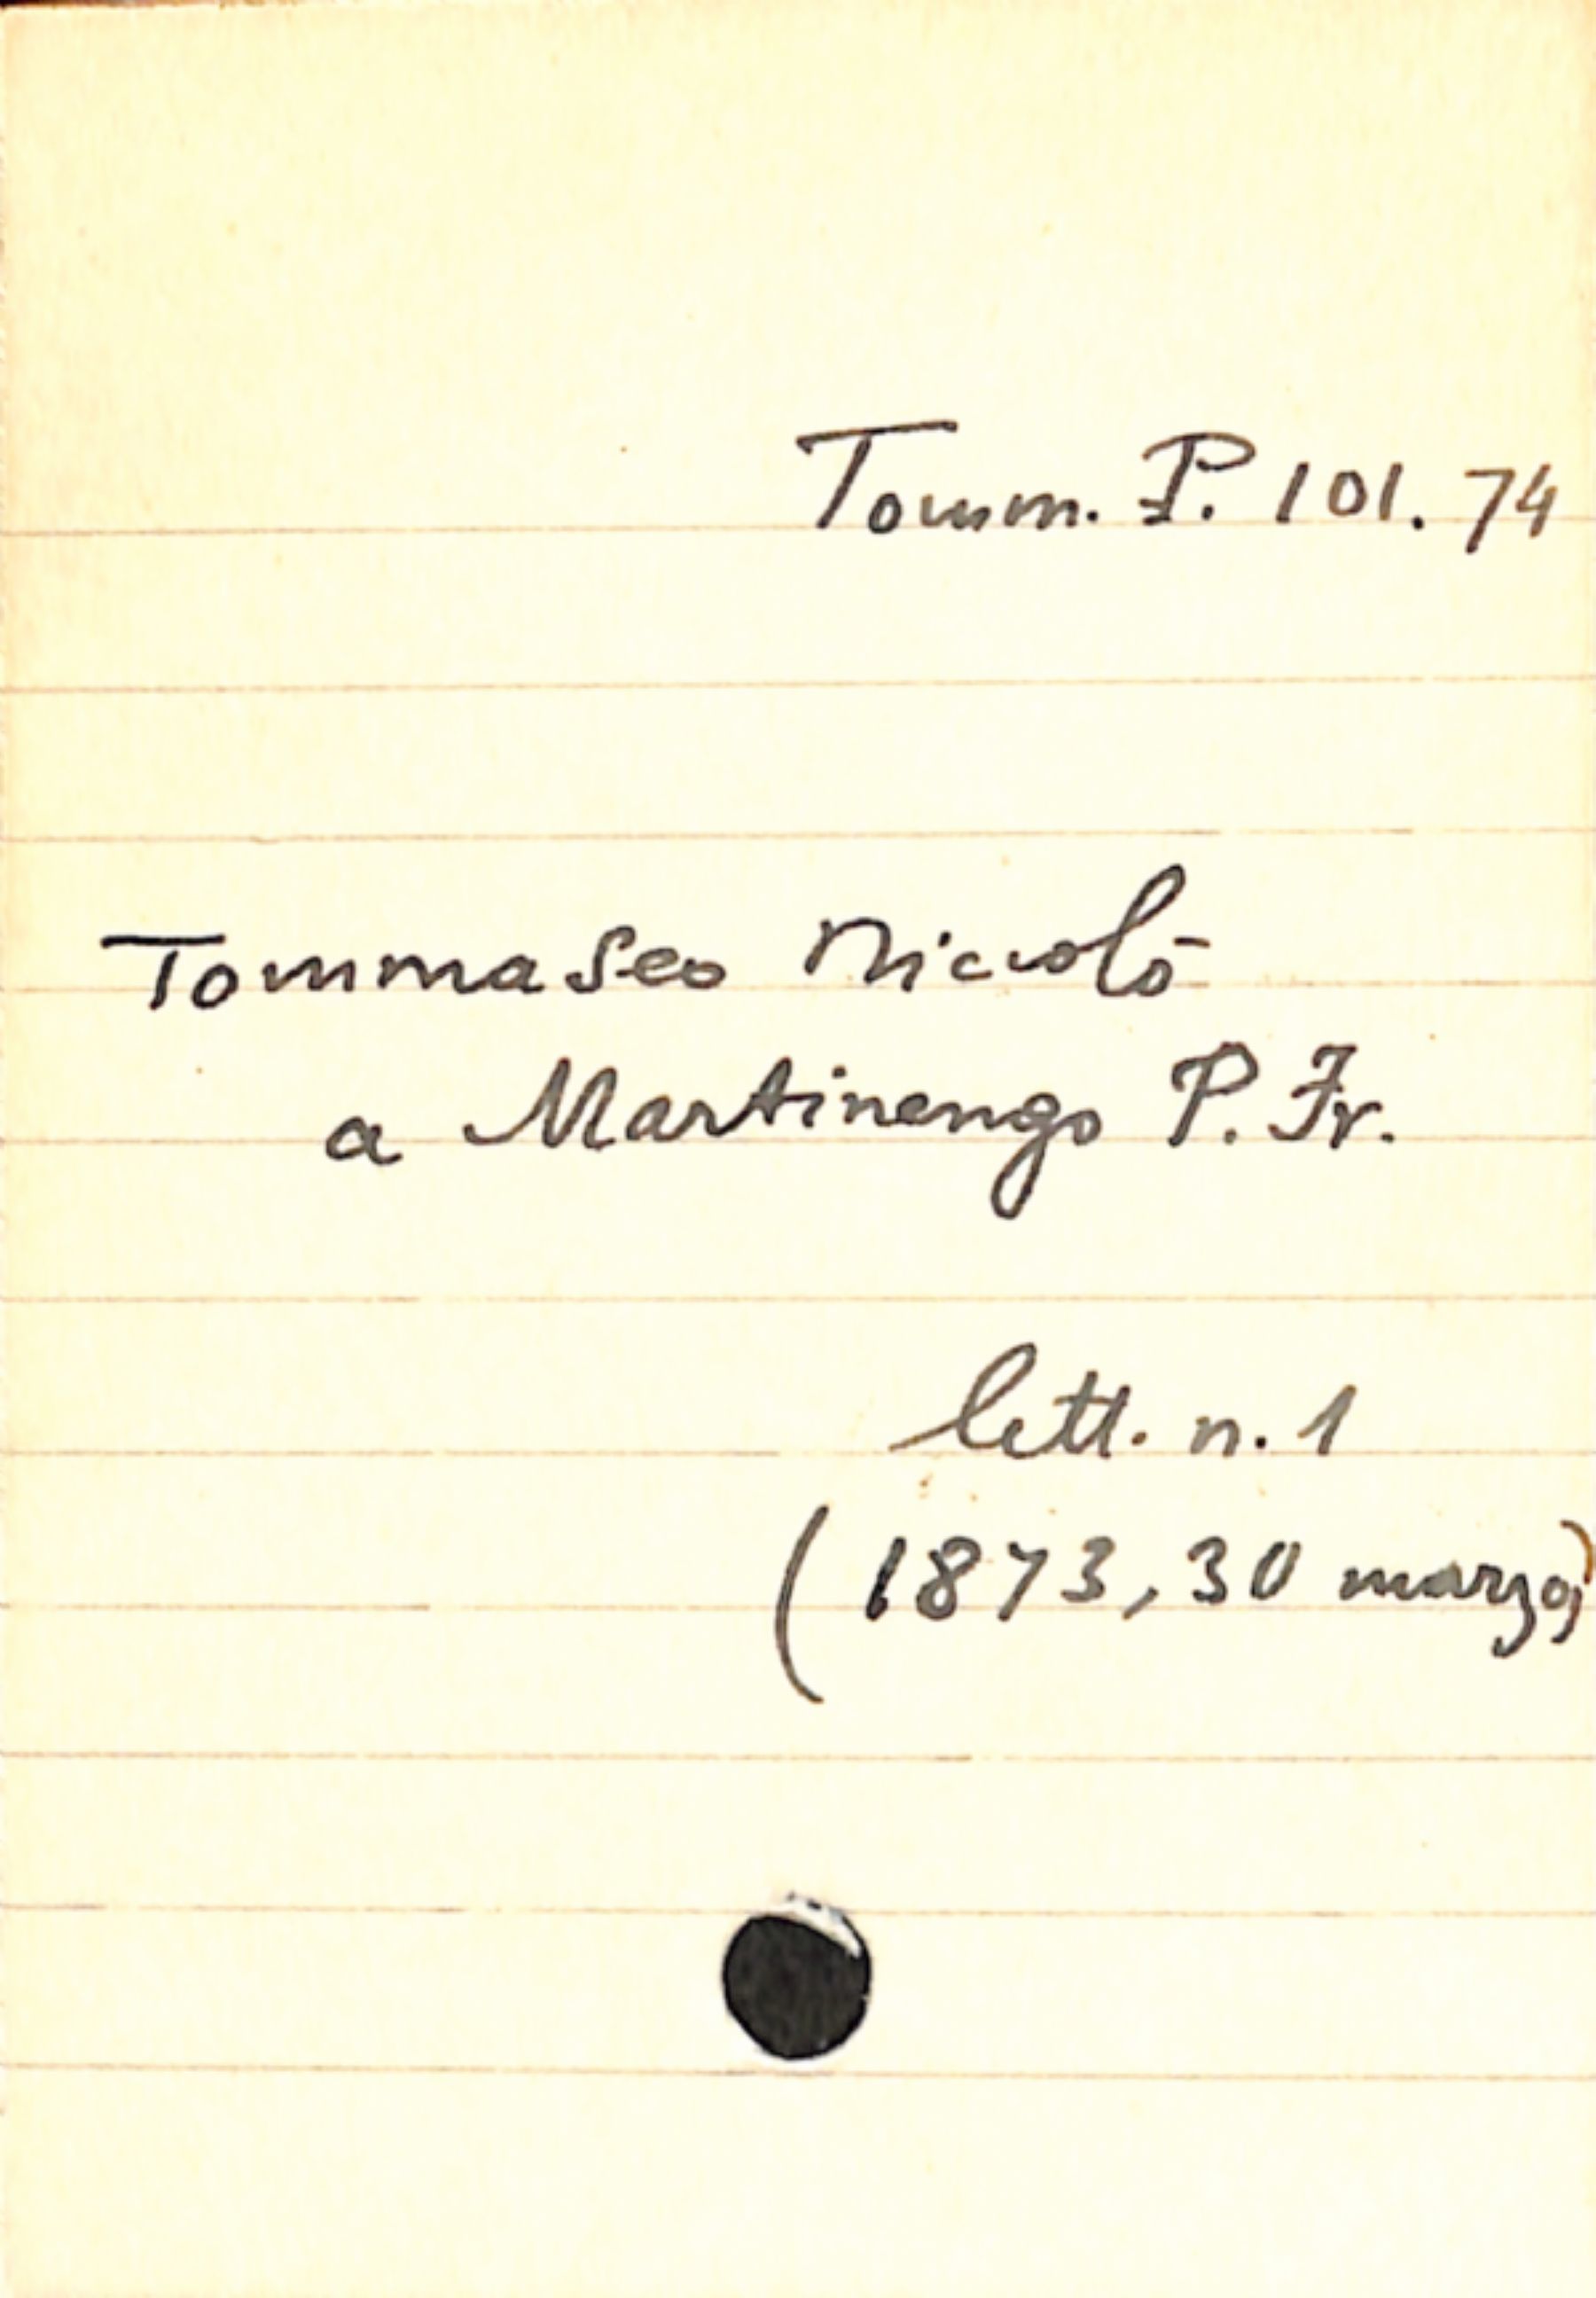 Tomm. P. 101. 74
Tommaseo Niccolò
a Martinengo P. Fr.
lett. n. 1
(1873, 30 marzo)